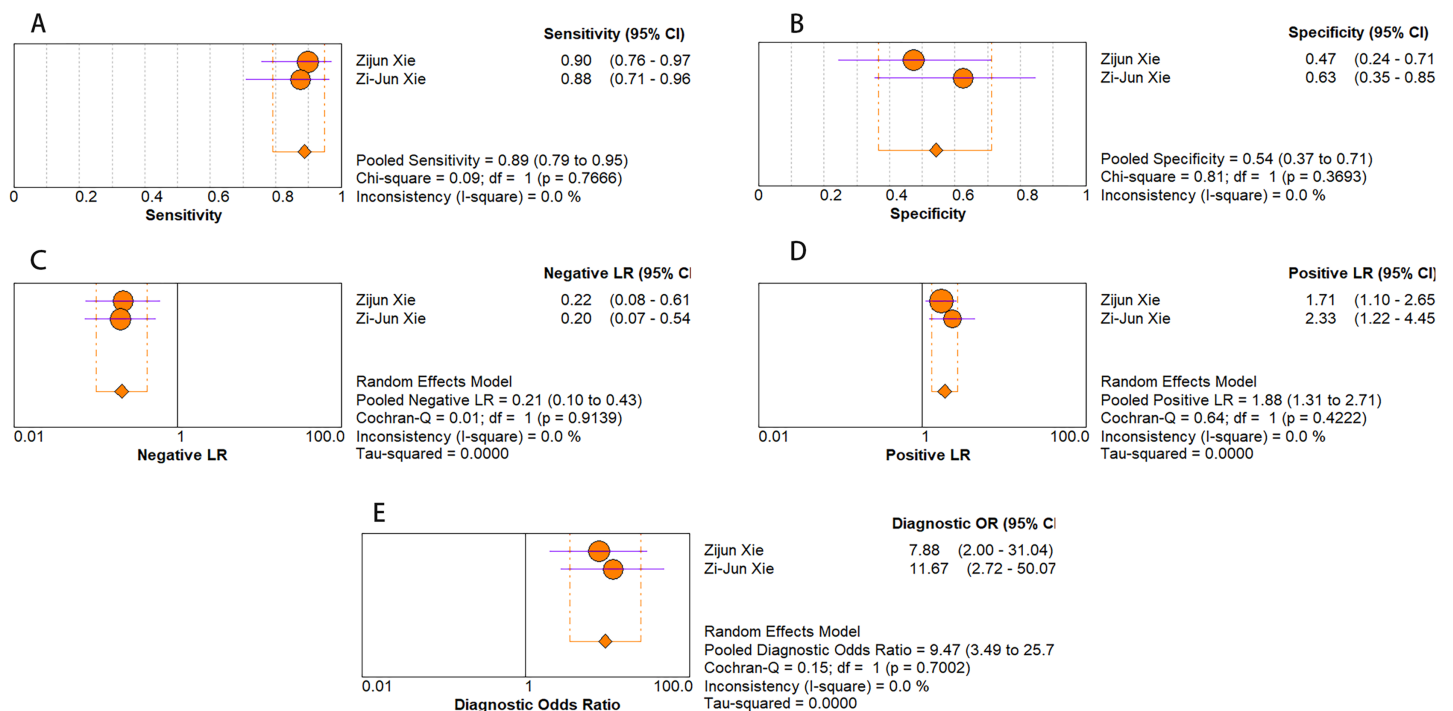 A
Sensitivity (95% CI)
Zijun Xie 0.90 (0.76 - 0.97
Zi-Jun Xie 0.88 (0.71 - 0.96
Pooled Sensitivity = 0.89 (0.79 to 0.95)
Chi-square = 0.09; df = 1 (p = 0.7666)
Inconsistency (I-square) = 0.0 %
0 0.2 0.4 0.6 0.8 1
Sensitivity
B
Specificity (95% CI)
Zijun Xie 0.47 (0.24 - 0.71
Zi-Jun Xie 0.63 (0.35 - 0.85
Pooled Specificity = 0.54 (0.37 to 0.71)
Chi-square = 0.81; df = 1 (p = 0.3693)
Inconsistency (I-square) = 0.0 %
0 0.2 0.4 0.6 0.8 1
Specificity
C
Negative LR (95% CI
Zijun Xie 0.22 (0.08 - 0.61
Zi-Jun Xie 0.20 (0.07 - 0.54
Random Effects Model
Pooled Negative LR = 0.21 (0.10 to 0.43)
Cochran-Q = 0.01; df = 1 (p = 0.9139)
Inconsistency (I-square) = 0.0 %
Tau-squared = 0.0000
0.01 1 100.0
Negative LR
D
Positive LR (95% CI)
Zijun Xie 1.71 (1.10 - 2.65
Zi-Jun Xie 2.33 (1.22 - 4.45
Random Effects Model
Pooled Positive LR = 1.88 (1.31 to 2.71)
Cochran-Q = 0.64; df = 1 (p = 0.4222)
Inconsistency (I-square) = 0.0 %
Tau-squared = 0.0000
0.01 1 100.0
Positive LR
E
Diagnostic OR (95% CI
Zijun Xie 7.88 (2.00 - 31.04)
Zi-Jun Xie 11.67 (2.72 - 50.07
Random Effects Model
Pooled Diagnostic Odds Ratio = 9.47 (3.49 to 25.7
Cochran-Q = 0.15; df = 1 (p = 0.7002)
Inconsistency (I-square) = 0.0 %
Tau-squared = 0.0000
0.01 1 100.0
Diagnostic Odds Ratio